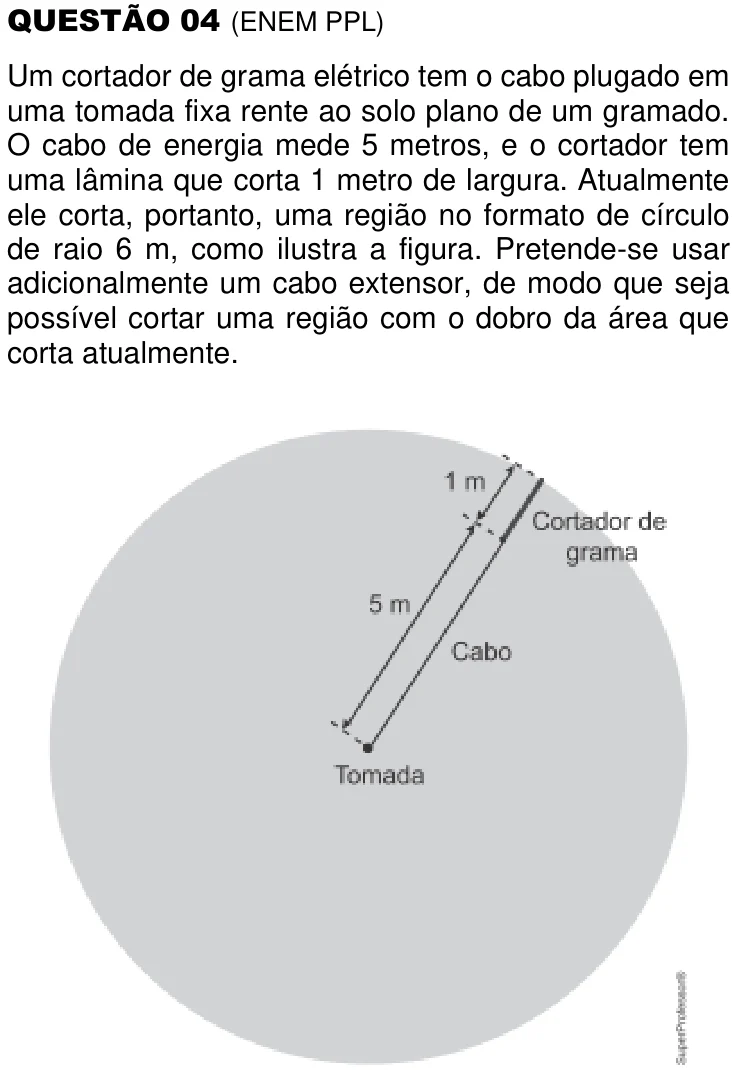 QUESTÃO 04 (ENEM PPL)
Um cortador de grama elétrico tem o cabo plugado em
uma tomada fixa rente ao solo plano de um gramado.
O cabo de energia mede 5 metros, e o cortador tem
uma lâmina que corta 1 metro de largura. Atualmente
ele corta, portanto, uma região no formato de círculo
de raio 6 m, como ilustra a figura. Pretende-se usar
adicionalmente um cabo extensor, de modo que seja
possível cortar uma região com o dobro da área que
corta atualmente.
1 m
Cortador de
grama
5 m
Cabo
Tomada
SuperProfessor®